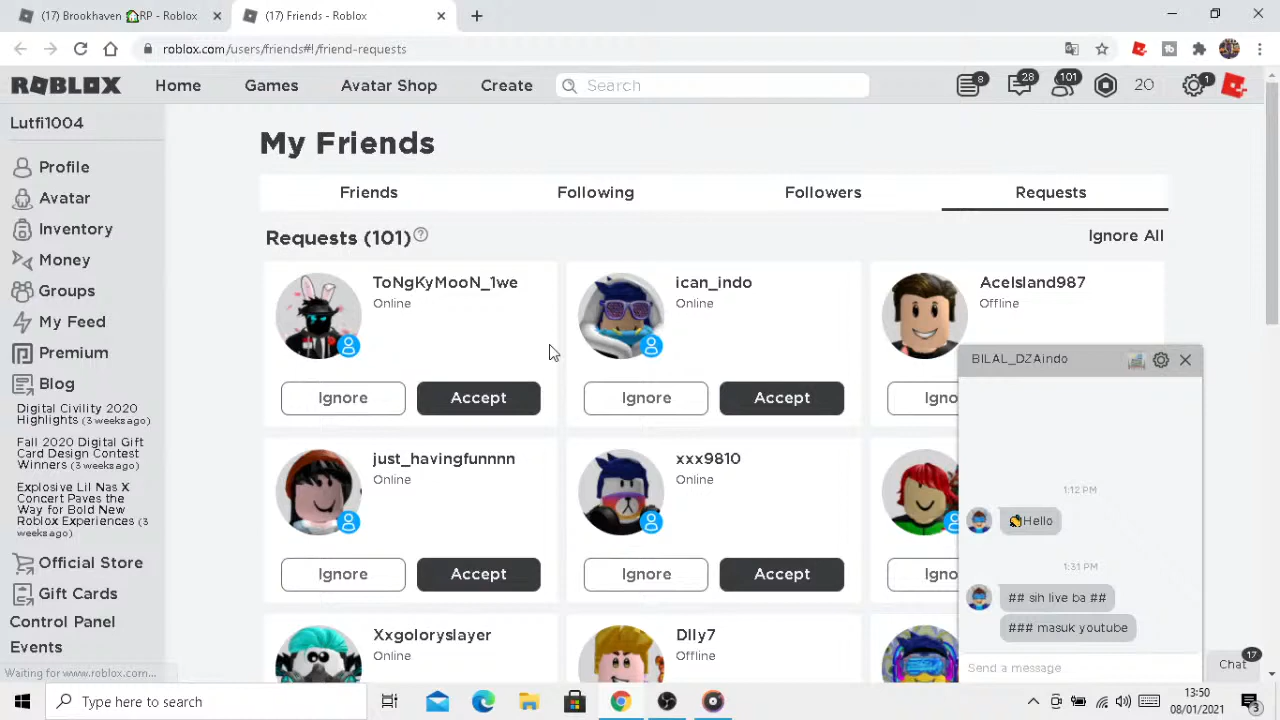 (17) Brookhaven RP - Roblox
(17) My Friends - Roblox
roblox.com/users/friends#!/friend-requests
ROBLOX
Home
Games
Avatar Shop
Create
Search
8
28
101
20
1
Lutfi1004
Profile
Avatar
Inventory
Money
Groups
My Feed
Premium
Blog
Digital Civility 2020
Highlights (3 weeks ago)
Fall 2020 Digital Gift
Card Design Contest
Winners (3 weeks ago)
Explosive Lil Nas X
Concert Paves the
Way for Bold New
Roblox Experiences (3
weeks ago)
Official Store
Gift Cards
Control Panel
Events
Waiting for www.roblox.com...
My Friends
Friends
Following
Followers
Requests
Requests (101)
?
Ignore All
ToNgKyMooN_1we
Online
Ignore
Accept
ican_indo
Online
Ignore
Accept
AceIsland987
Offline
Igno
just_havingfunnnn
Online
Ignore
Accept
xxx9810
Online
Ignore
Accept
Igno
Xxgoloryslayer
Online
Dlly7
Offline
BILAL_DZAindo
1:12 PM
👋Hello
1:31 PM
## sih live ba ##
### masuk youtube
Send a message
Chat
17
Type here to search
13:50
08/01/2021
3